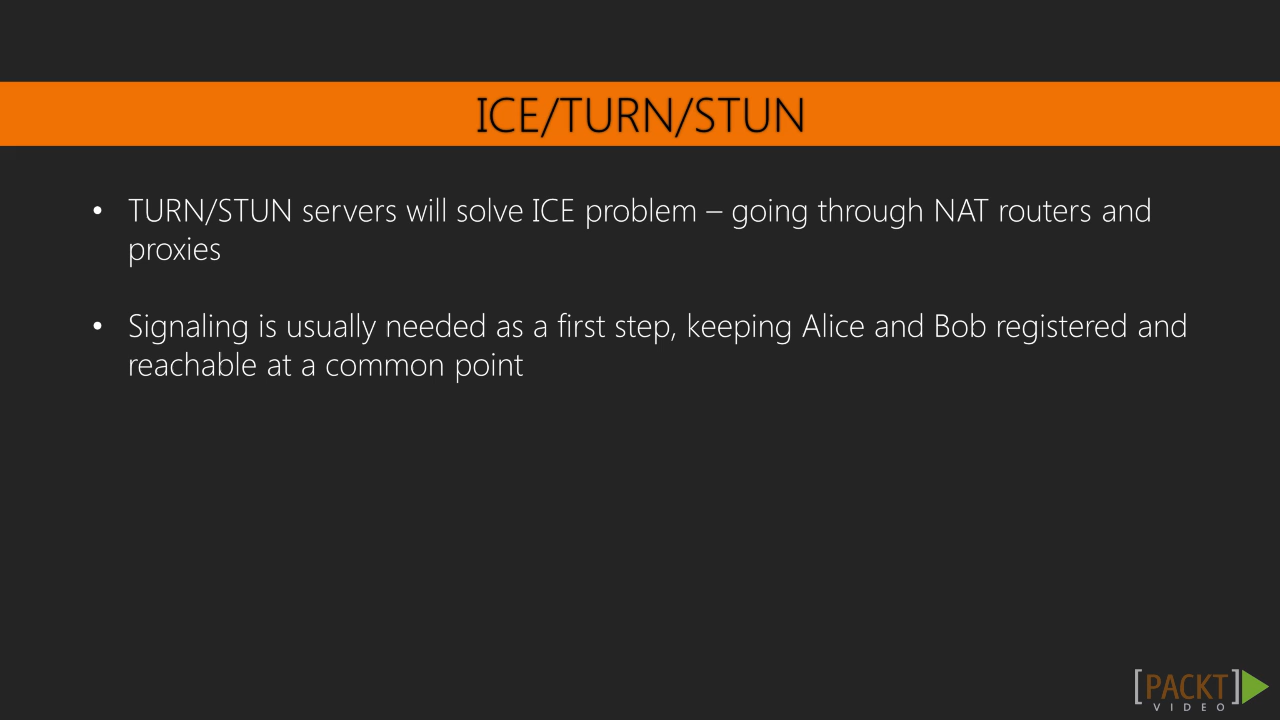 ICE/TURN/STUN
• TURN/STUN servers will solve ICE problem – going through NAT routers and
proxies
• Signaling is usually needed as a first step, keeping Alice and Bob registered and
reachable at a common point
[PACKT]
VIDEO